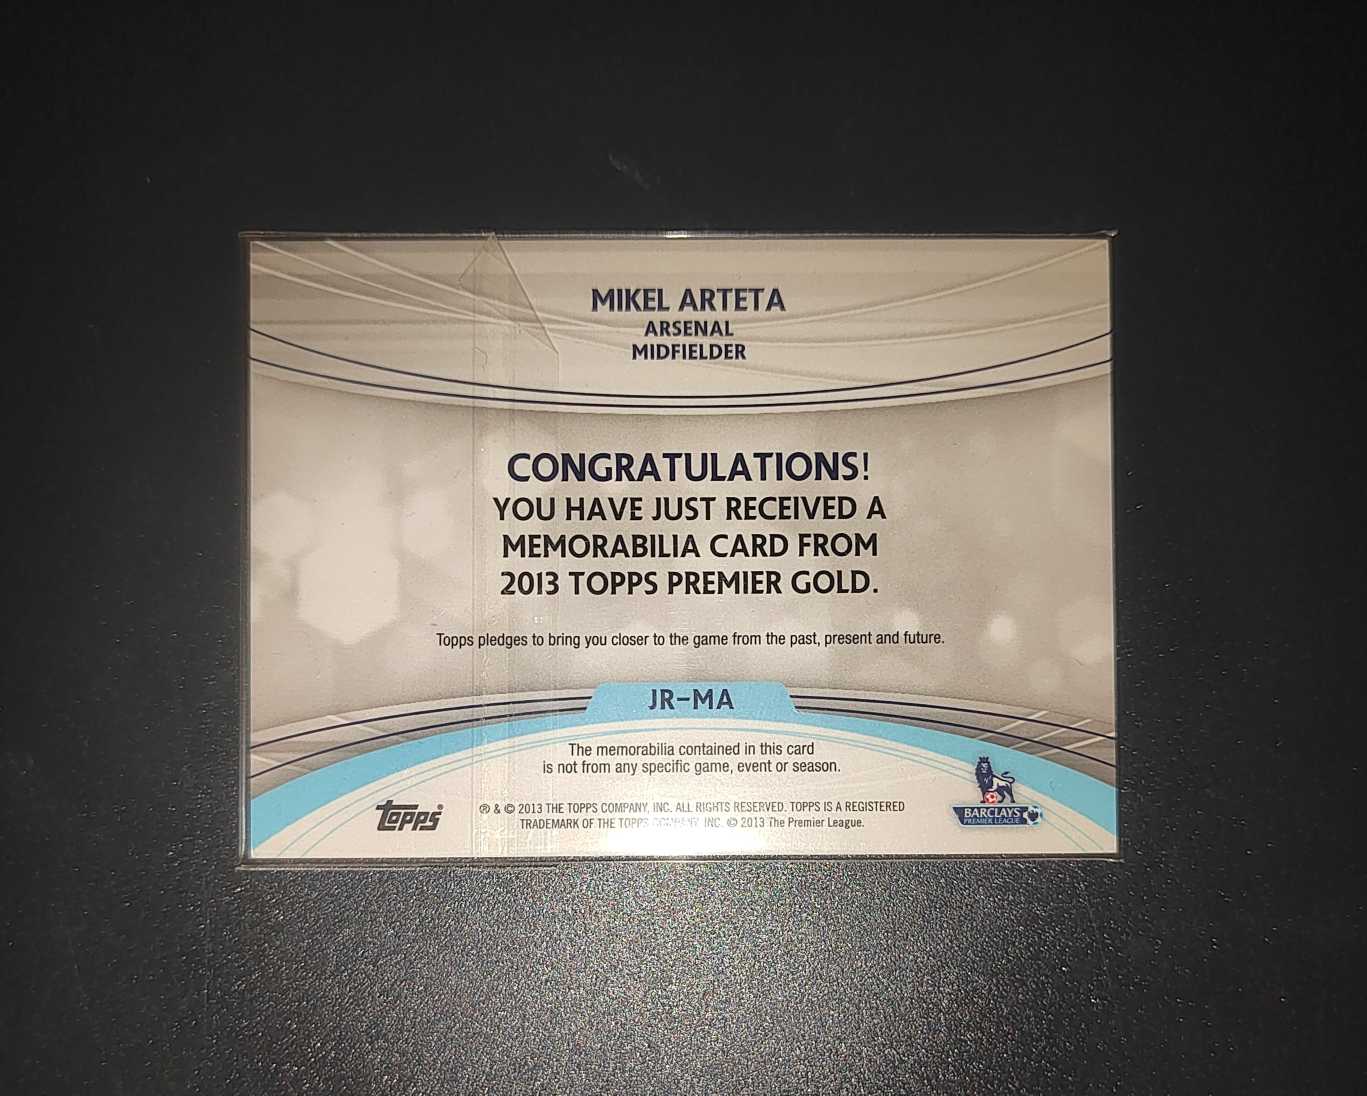 MIKEL ARTETA
ARSENAL
MIDFIELDER
CONGRATULATIONS!
YOU HAVE JUST RECEIVED A
MEMORABILIA CARD FROM
2013 TOPPS PREMIER GOLD.
Topps pledges to bring you closer to the game from the past, present and future.
JR-MA
The memorabilia contained in this card
is not from any specific game, event or season.
Topps®
® & © 2013 THE TOPPS COMPANY, INC. ALL RIGHTS RESERVED. TOPPS IS A REGISTERED
TRADEMARK OF THE TOPPS COMPANY, INC. © 2013 The Premier League.
BARCLAYS
PREMIER LEAGUE